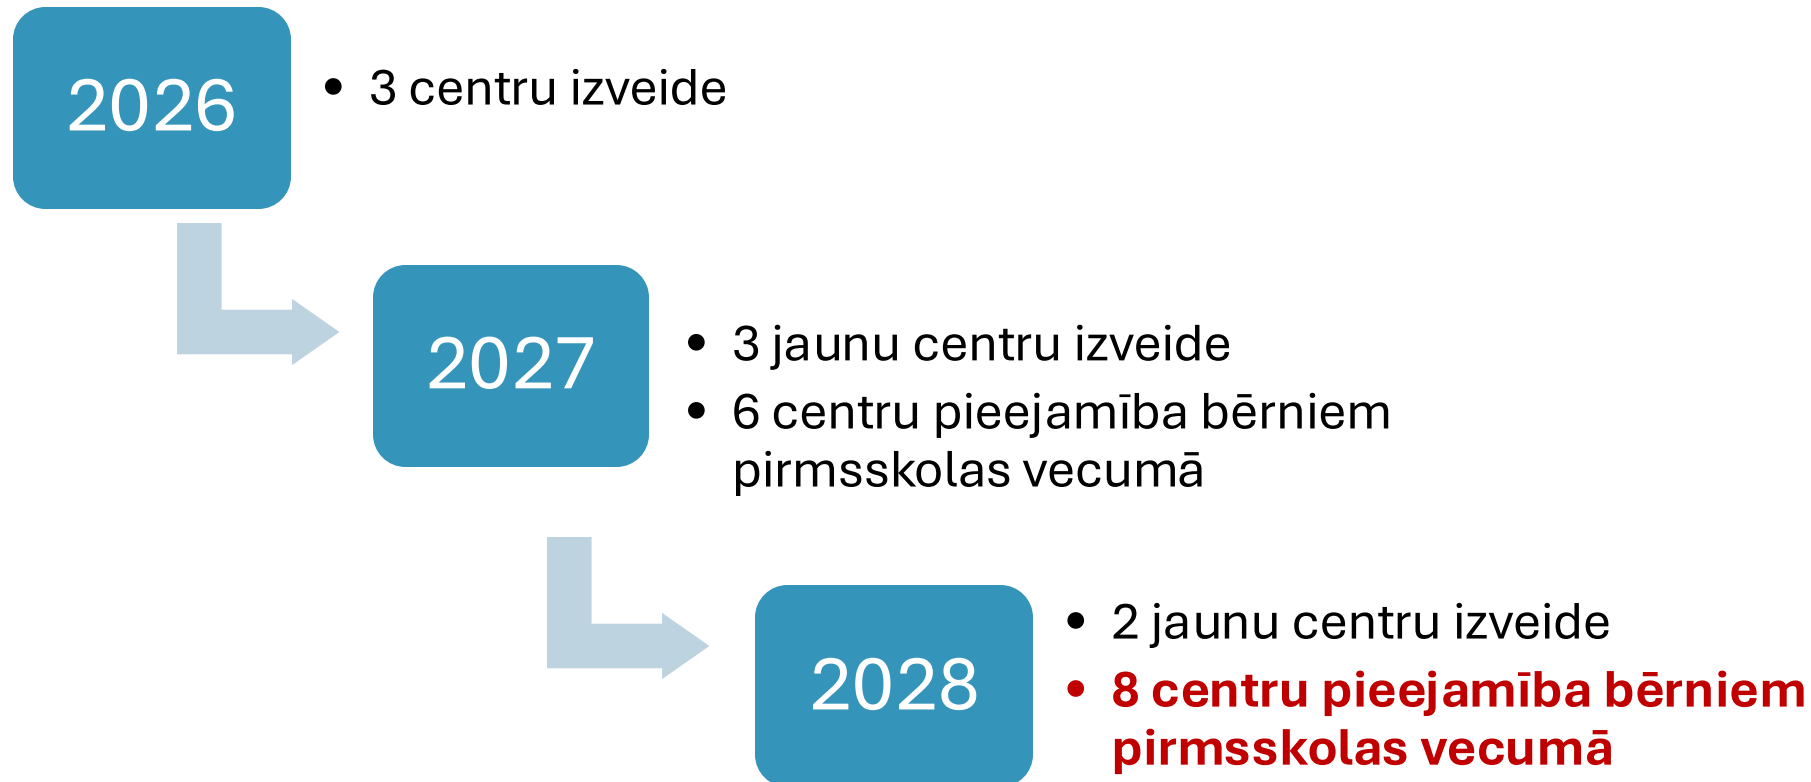 2026
• 3 centru izveide
2027
• 3 jaunu centru izveide
• 6 centru pieejamība bērniem
pirmsskolas vecumā
2028
• 2 jaunu centru izveide
• 8 centru pieejamība bērniem
pirmsskolas vecumā